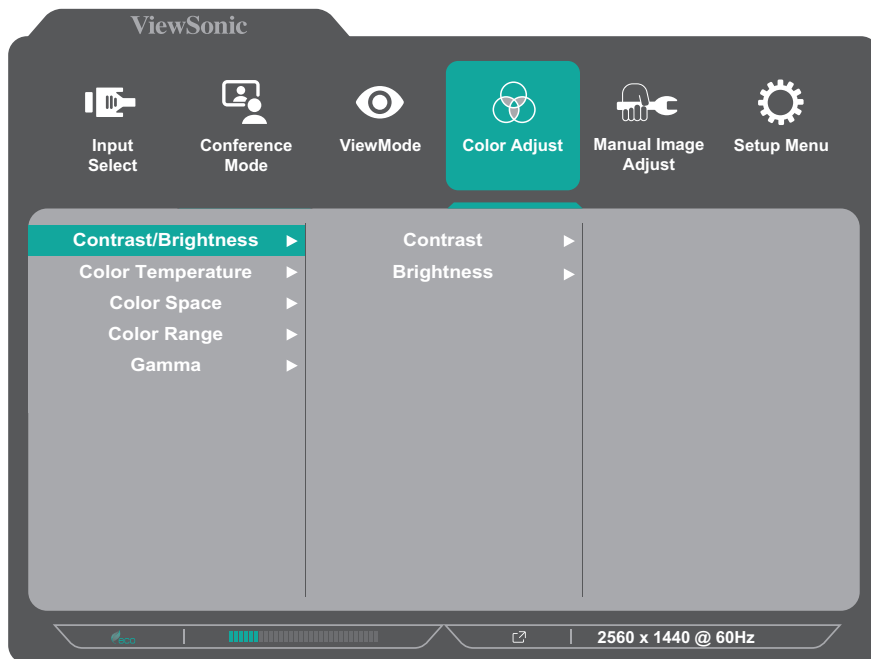 ViewSonic
Input Select
Conference Mode
ViewMode
Color Adjust
Manual Image Adjust
Setup Menu
Contrast/Brightness
Color Temperature
Color Space
Color Range
Gamma
Contrast
Brightness
eco
2560 x 1440 @ 60Hz